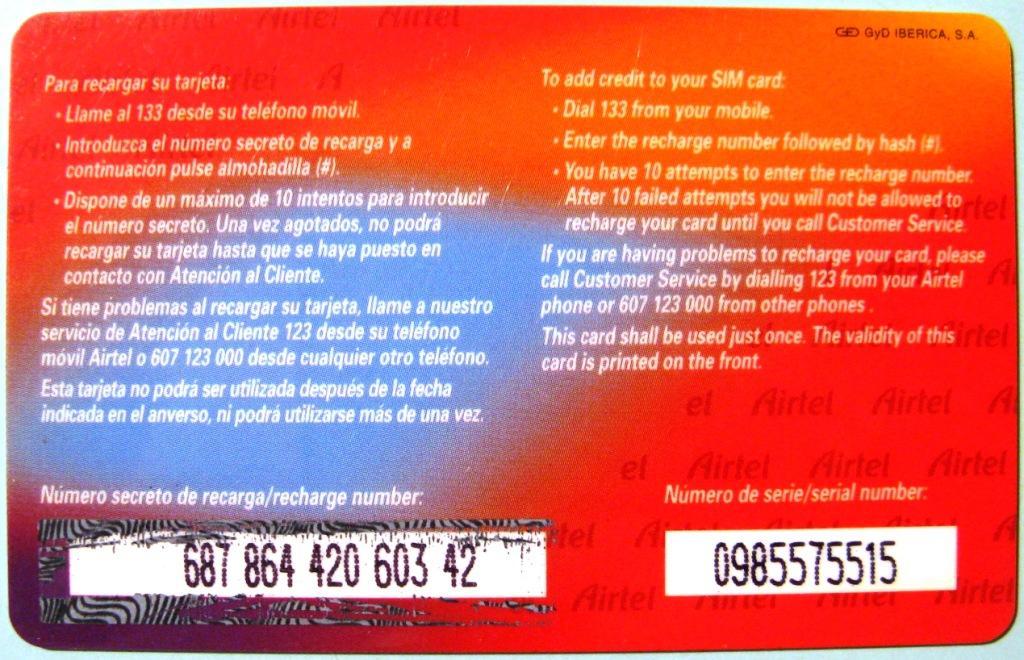 GyD IBERICA, S.A.
Para recargar su tarjeta:
• Llame al 133 desde su teléfono móvil.
• Introduzca el número secreto de recarga y a
continuación pulse almohadilla (#).
• Dispone de un máximo de 10 intentos para introducir
el número secreto. Una vez agotados, no podrá
recargar su tarjeta hasta que se haya puesto en
contacto con Atención al Cliente.
Si tiene problemas al recargar su tarjeta, llame a nuestro
servicio de Atención al Cliente 123 desde su teléfono
móvil Airtel o 607 123 000 desde cualquier otro teléfono.
Esta tarjeta no podrá ser utilizada después de la fecha
indicada en el anverso, ni podrá utilizarse más de una vez.
To add credit to your SIM card:
• Dial 133 from your mobile.
• Enter the recharge number followed by hash (#).
• You have 10 attempts to enter the recharge number.
After 10 failed attempts you will not be allowed to
recharge your card until you call Customer Service.
If you are having problems to recharge your card, please
call Customer Service by dialling 123 from your Airtel
phone or 607 123 000 from other phones .
This card shall be used just once. The validity of this
card is printed on the front.
el Airtel Airtel
el Airtel Airtel Airtel
Número secreto de recarga/recharge number:
687 864 420 603 42
Número de serie/serial number:
0985575515
Airtel Airtel